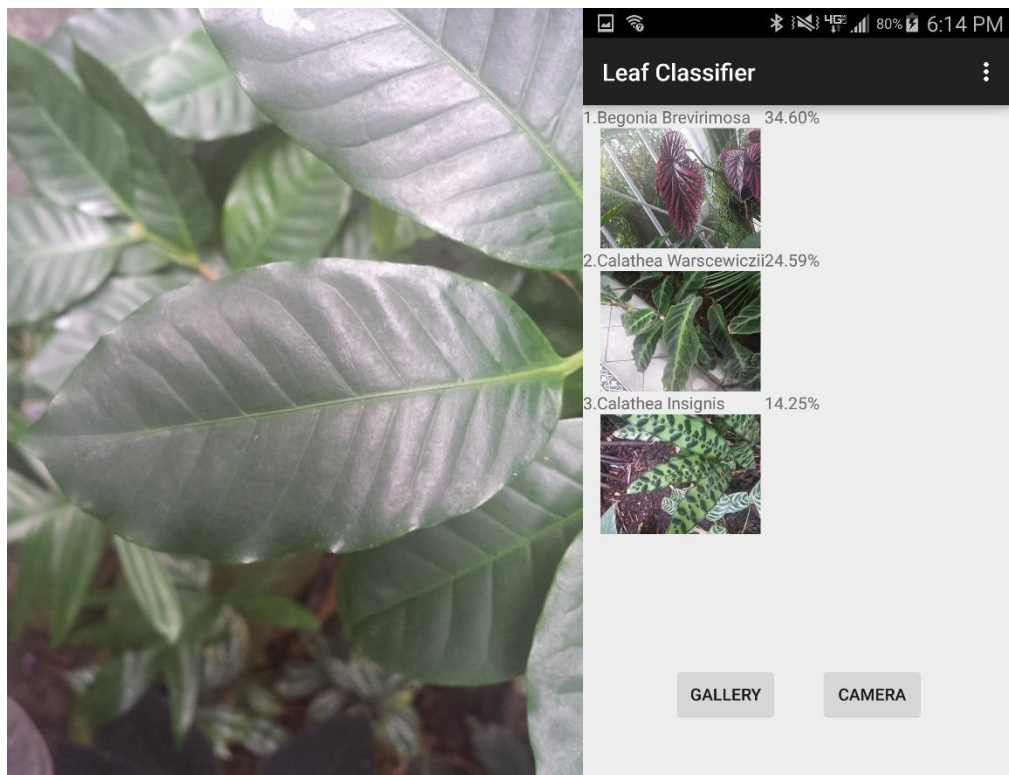 4G 80% 6:14 PM
Leaf Classifier
1.Begonia Brevirimosa 34.60%
2.Calathea Warscewiczii24.59%
3.Calathea Insignis 14.25%
GALLERY CAMERA